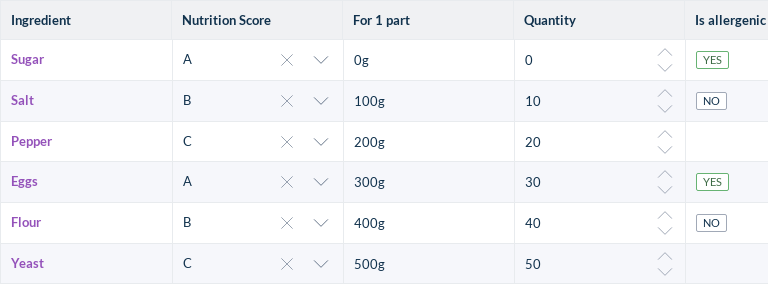 Ingredient Nutrition Score For 1 part Quantity Is allergenic
Sugar A 0g 0 YES
Salt B 100g 10 NO
Pepper C 200g 20
Eggs A 300g 30 YES
Flour B 400g 40 NO
Yeast C 500g 50